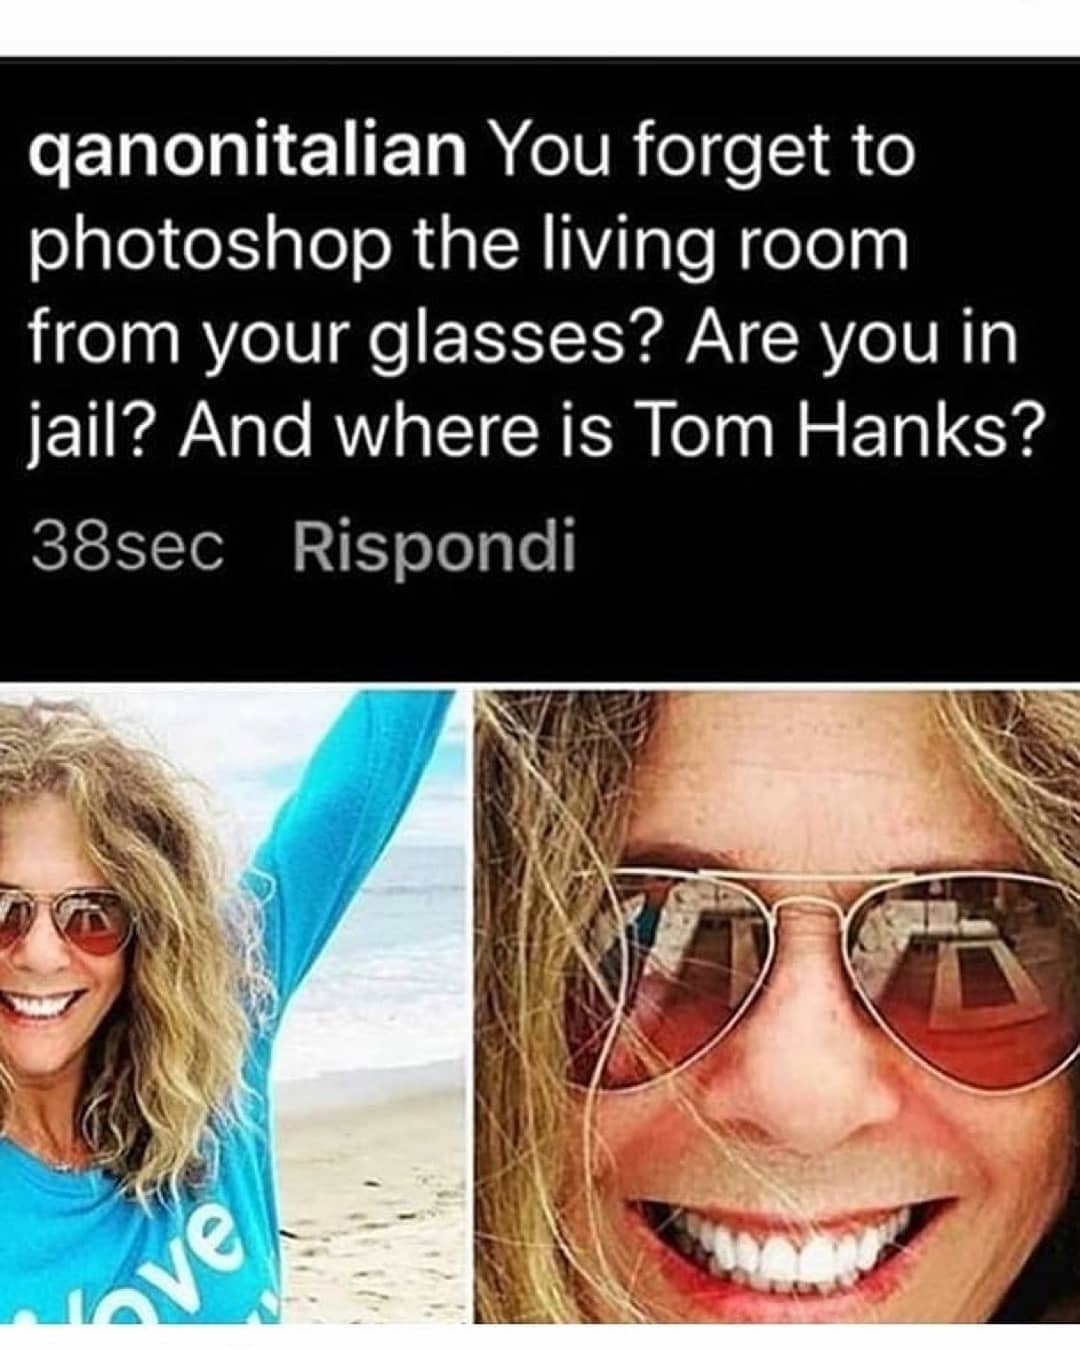 qanonitalian You forget to
photoshop the living room
from your glasses? Are you in
jail? And where is Tom Hanks?
38sec Rispondi
ove